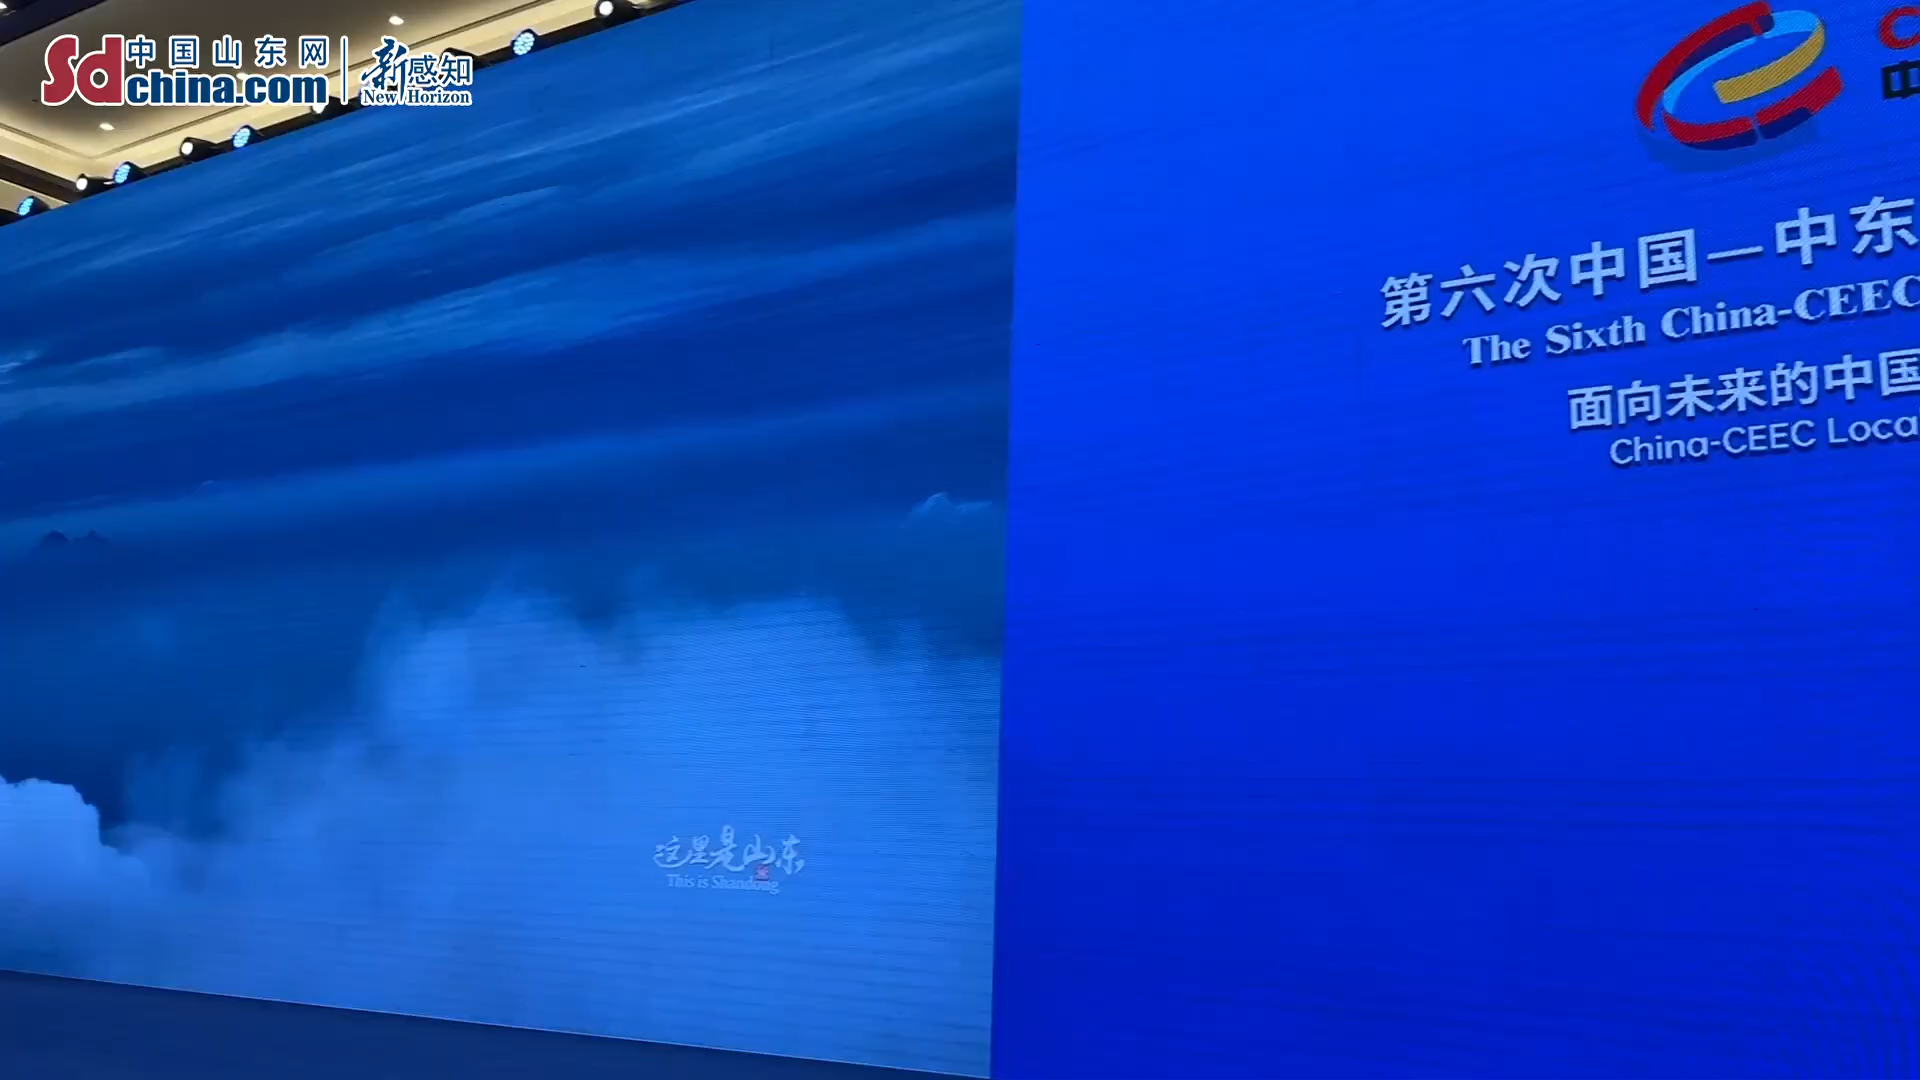 中国山东网
Sdchina.com
新感知
New Horizon
第六次中国—中东
The Sixth China-CEEC
面向未来的中国
China-CEEC Loca
这里是山东
This is Shandong